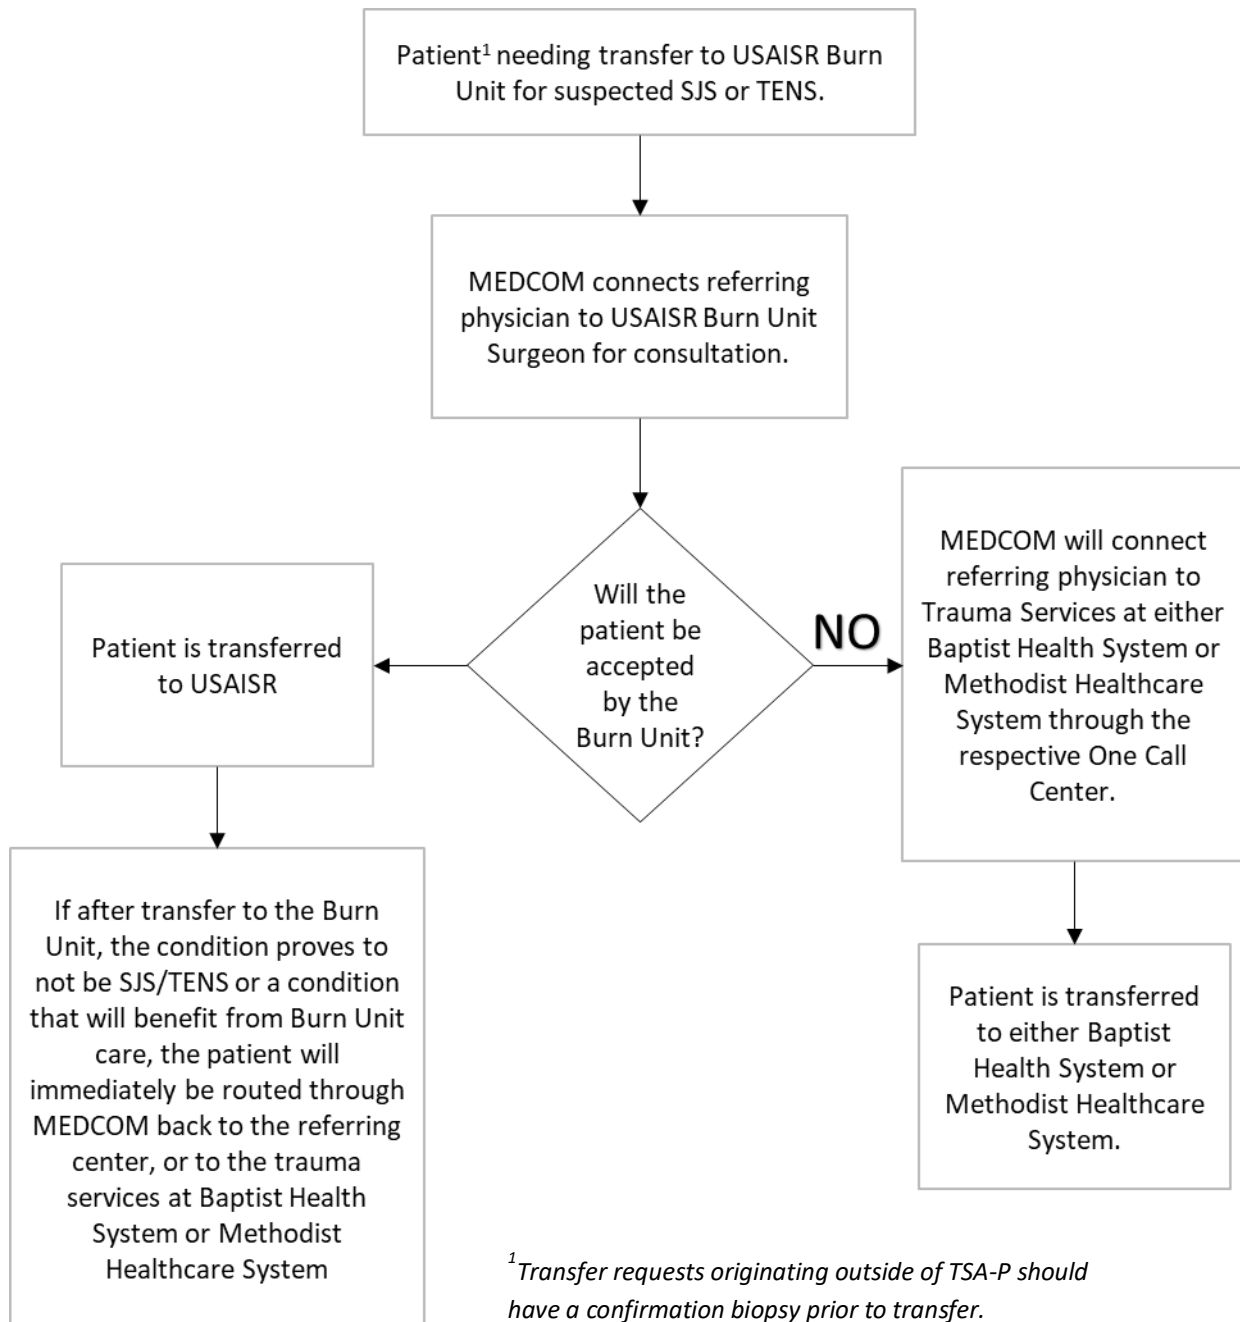 Patient¹ needing transfer to USAISR Burn
Unit for suspected SJS or TENS.
MEDCOM connects referring
physician to USAISR Burn Unit
Surgeon for consultation.
Will the
patient be
accepted
by the
Burn Unit?
NO
MEDCOM will connect
referring physician to
Trauma Services at either
Baptist Health System or
Methodist Healthcare
System through the
respective One Call
Center.
Patient is transferred
to either Baptist
Health System or
Methodist Healthcare
System.
Patient is transferred
to USAISR
If after transfer to the Burn
Unit, the condition proves to
not be SJS/TENS or a condition
that will benefit from Burn Unit
care, the patient will
immediately be routed through
MEDCOM back to the referring
center, or to the trauma
services at Baptist Health
System or Methodist
Healthcare System
¹Transfer requests originating outside of TSA-P should
have a confirmation biopsy prior to transfer.